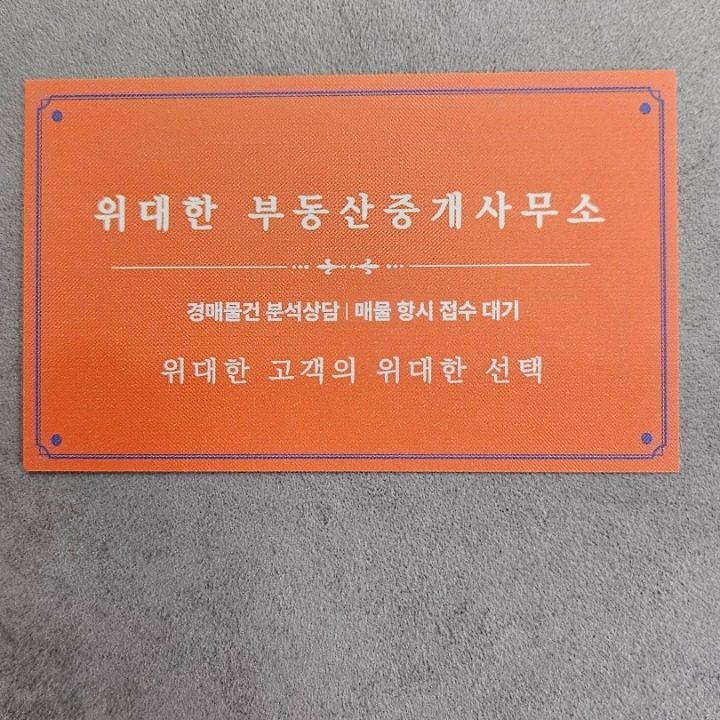 위대한 부동산중개사무소
경매물건 분석상담 | 매물 항시 접수 대기
위대한 고객의 위대한 선택